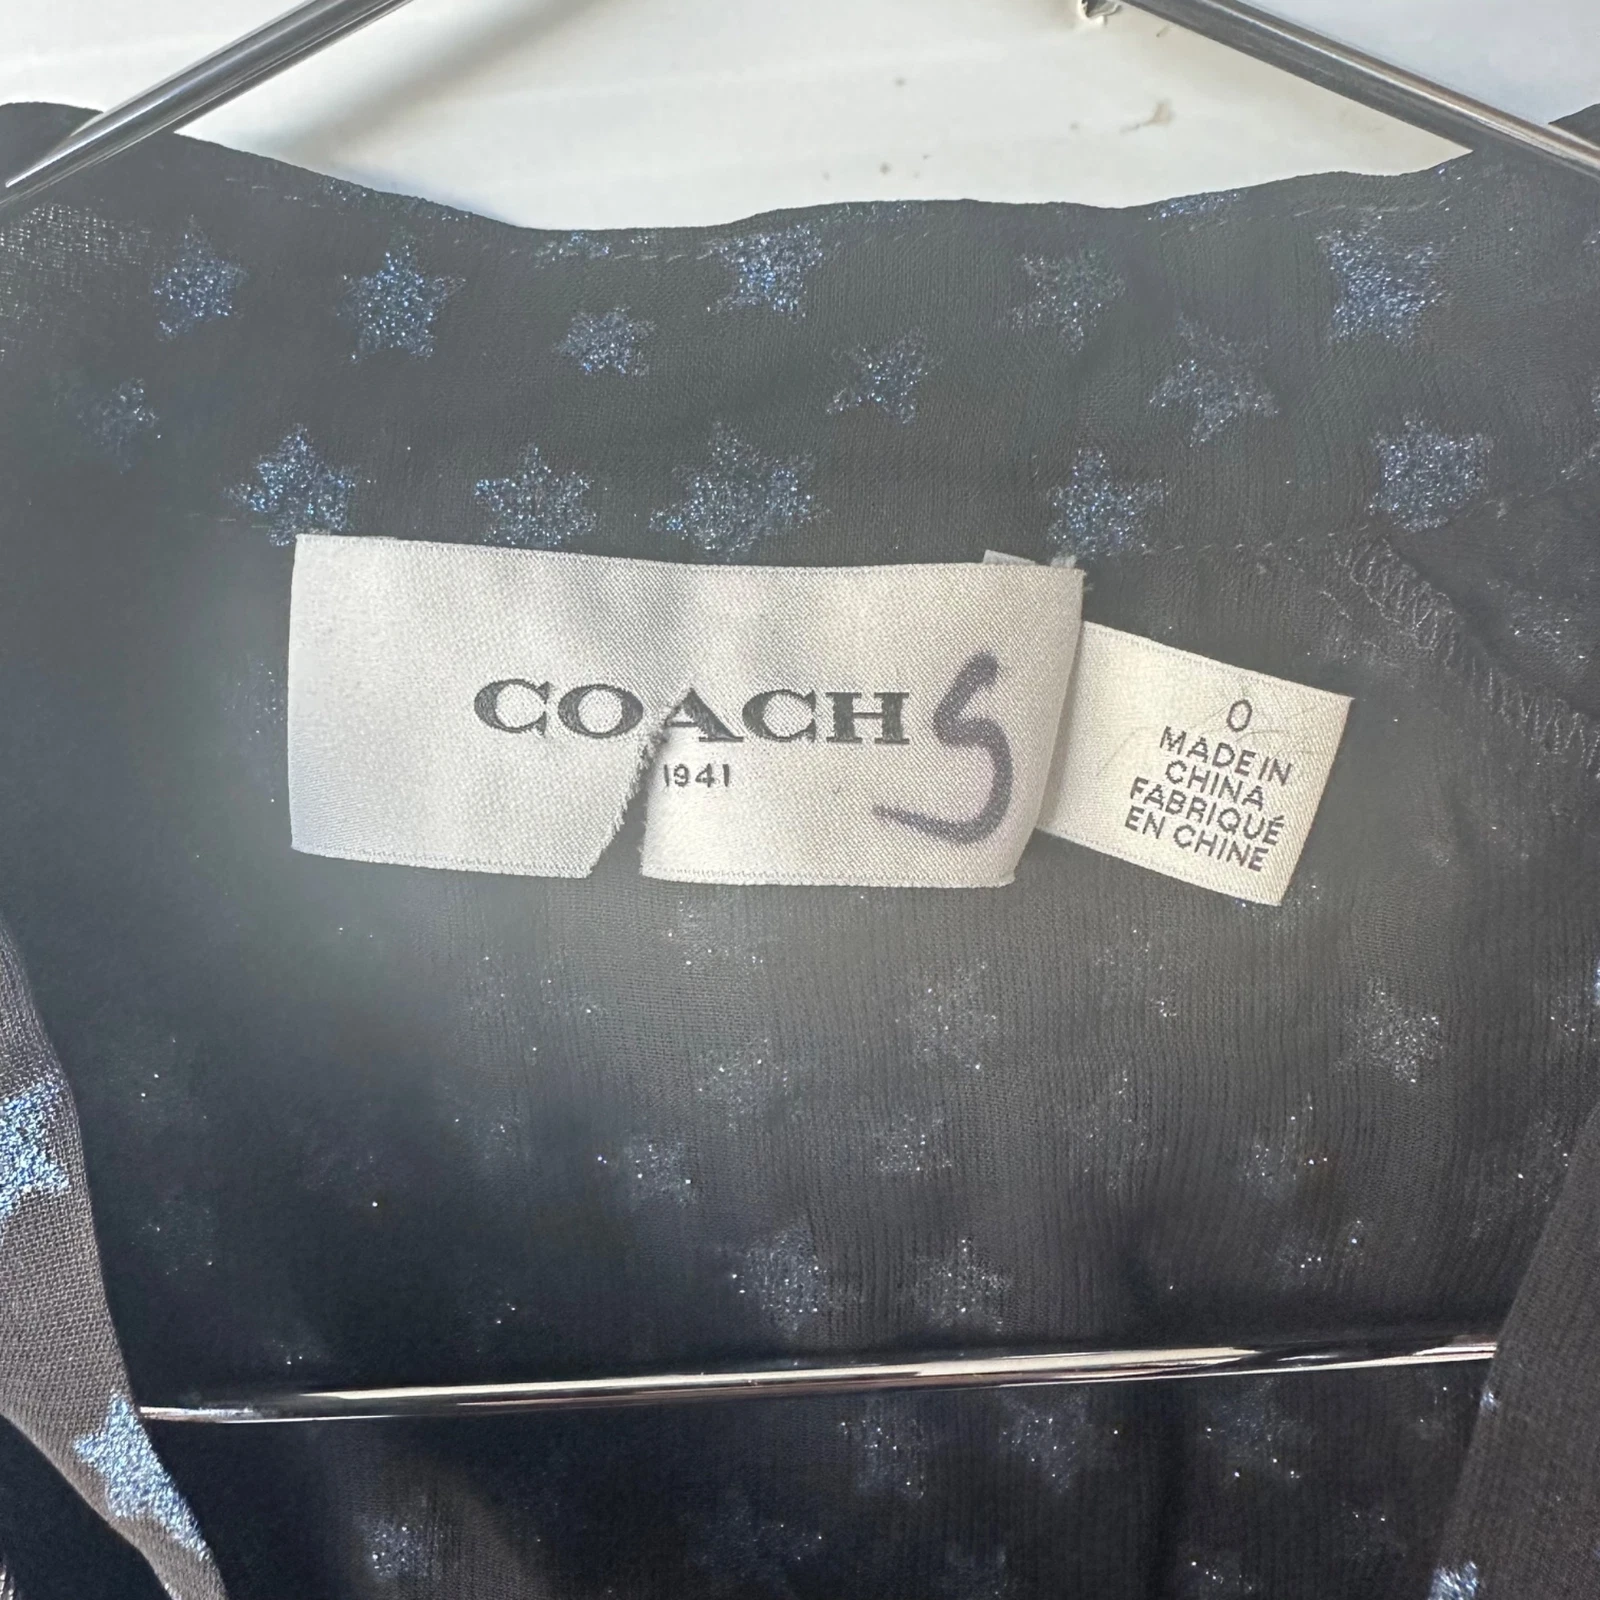 COACH S
1941
0
MADE IN
CHINA
FABRIQUÉ
EN CHINE